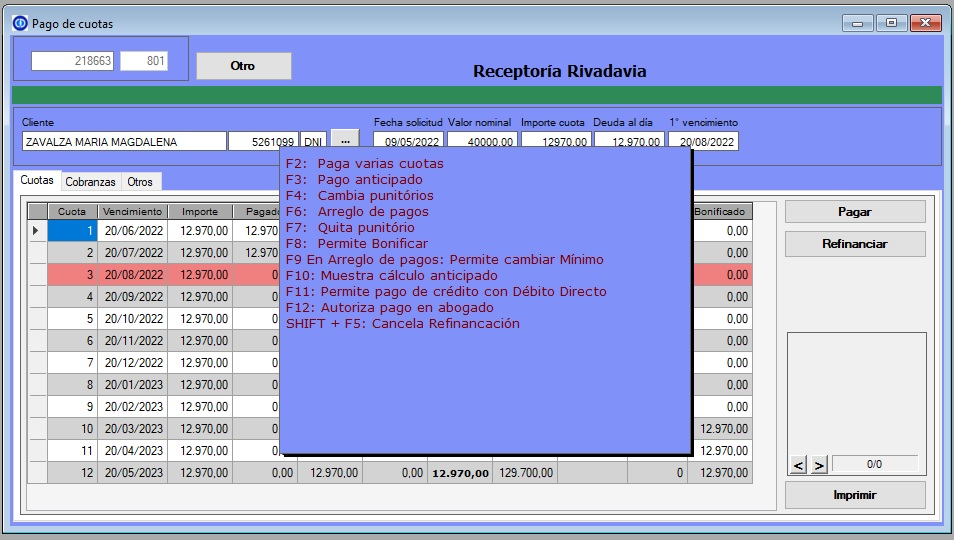 Pago de cuotas
218663 801 Otro Receptoría Rivadavia
Cliente Fecha solicitud Valor nominal Importe cuota Deuda al día 1° vencimiento
ZAVALZA MARIA MAGDALENA 5261099 DNI ... 09/05/2022 40000.00 12970.00 12.970,00 20/08/2022
F2: Paga varias cuotas
F3: Pago anticipado
F4: Cambia punitórios
F6: Arreglo de pagos
F7: Quita punitório
F8: Permite Bonificar
F9 En Arreglo de pagos: Permite cambiar Mínimo
F10: Muestra cálculo anticipado
F11: Permite pago de crédito con Débito Directo
F12: Autoriza pago en abogado
SHIFT + F5: Cancela Refinancación
Cuotas Cobranzas Otros
Cuota Vencimiento Importe Pagado Bonificado
1 20/06/2022 12.970,00 12.970 0,00
2 20/07/2022 12.970,00 12.970 0,00
3 20/08/2022 12.970,00 0 0,00
4 20/09/2022 12.970,00 0 0,00
5 20/10/2022 12.970,00 0 0,00
6 20/11/2022 12.970,00 0 0,00
7 20/12/2022 12.970,00 0 0,00
8 20/01/2023 12.970,00 0 0,00
9 20/02/2023 12.970,00 0 0,00
10 20/03/2023 12.970,00 0 12.970,00
11 20/04/2023 12.970,00 0, 12.970,00
12 20/05/2023 12.970,00 0,00 12.970,00 0,00 12.970,00 129.700,00 0 12.970,00
Pagar
Refinanciar
< > 0/0
Imprimir